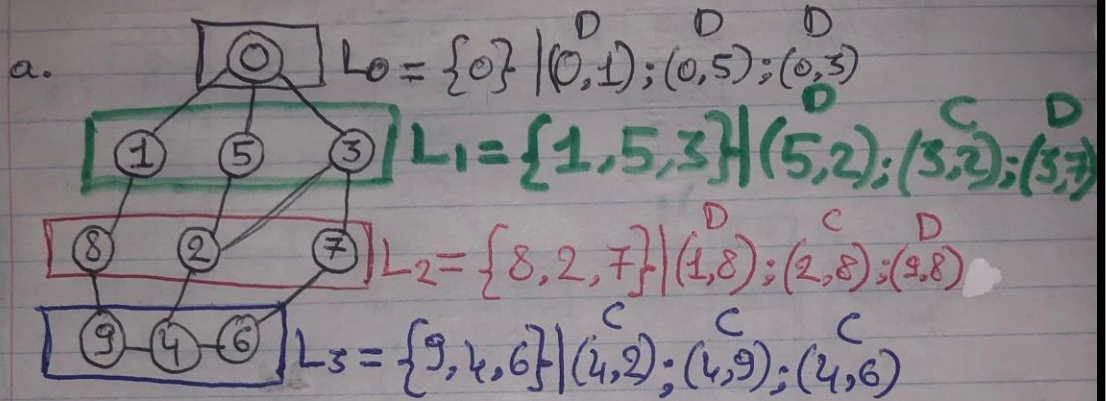 a. 0 L0 = {0} | (0,1); (0,5); (0,3)
D D D
1 5 3 L1 = {1,5,3} | (5,2); (3,2); (3,7)
D C D
8 2 7 L2 = {8,2,7} | (1,8); (2,8); (9,8)
D C D
9 4 6 L3 = {9,4,6} | (4,2); (4,9); (4,6)
C C C